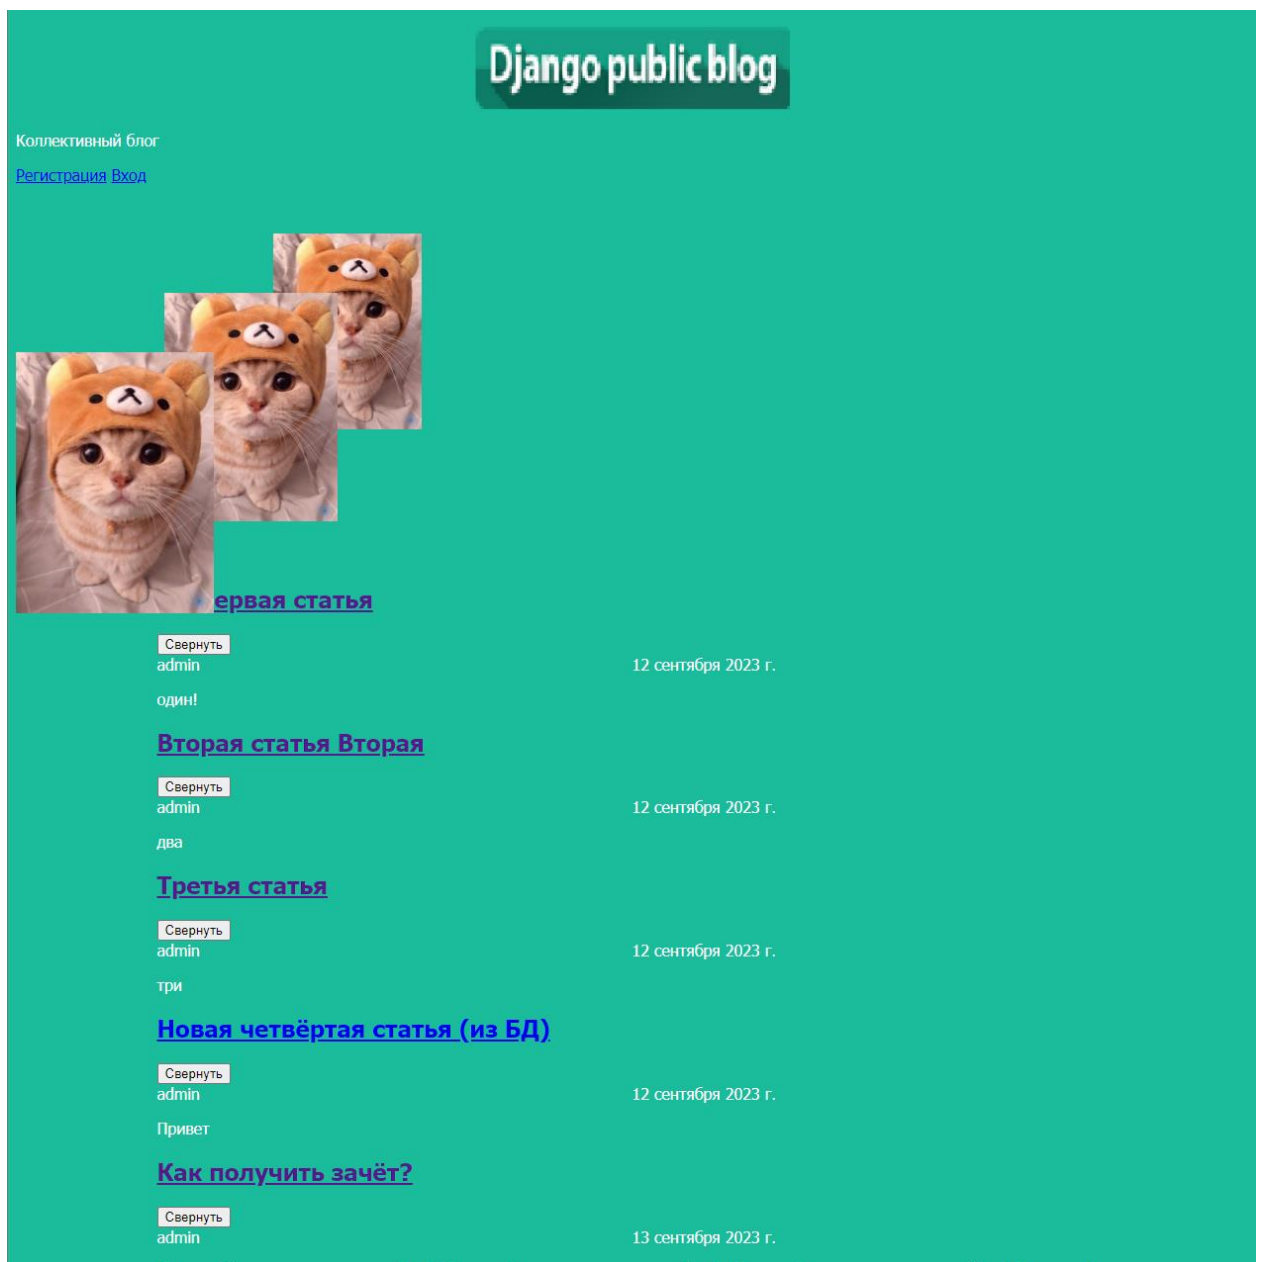 Django public blog
Коллективный блог
Регистрация Вход
ервая статья
Свернуть
admin 12 сентября 2023 г.
один!
Вторая статья Вторая
Свернуть
admin 12 сентября 2023 г.
два
Третья статья
Свернуть
admin 12 сентября 2023 г.
три
Новая четвёртая статья (из БД)
Свернуть
admin 12 сентября 2023 г.
Привет
Как получить зачёт?
Свернуть
admin 13 сентября 2023 г.